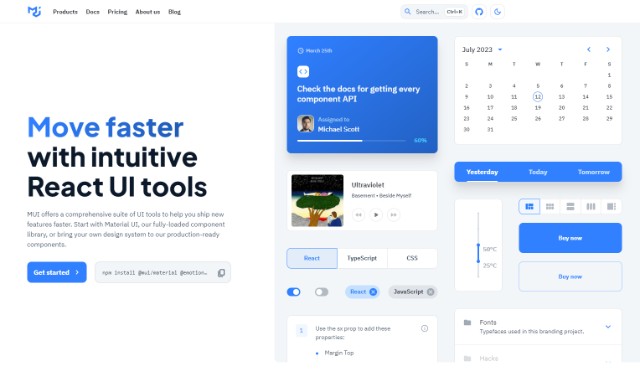 Products Docs Pricing About us Blog
Search... Ctrl+K
Move faster
with intuitive
React UI tools
MUI offers a comprehensive suite of UI tools to help you ship new
features faster. Start with Material UI, our fully-loaded component
library, or bring your own design system to our production-ready
components.
Get started
npm install @mui/material @emotion...
March 25th
Check the docs for getting every
component API
Assigned to
Michael Scott
60%
Ultraviolet
Basement • Beside Myself
React TypeScript CSS
React JavaScript
$
Use the sx prop to add these
properties:
Margin Top
July 2023
S M T W T F S
1
2 3 4 5 6 7 8
9 10 11 12 13 14 15
16 17 18 19 20 21 22
23 24 25 26 27 28 29
30 31
Yesterday Today Tomorrow
50°C
25°C
Buy now
Buy now
Fonts
Typefaces used in this branding project.
Hacks